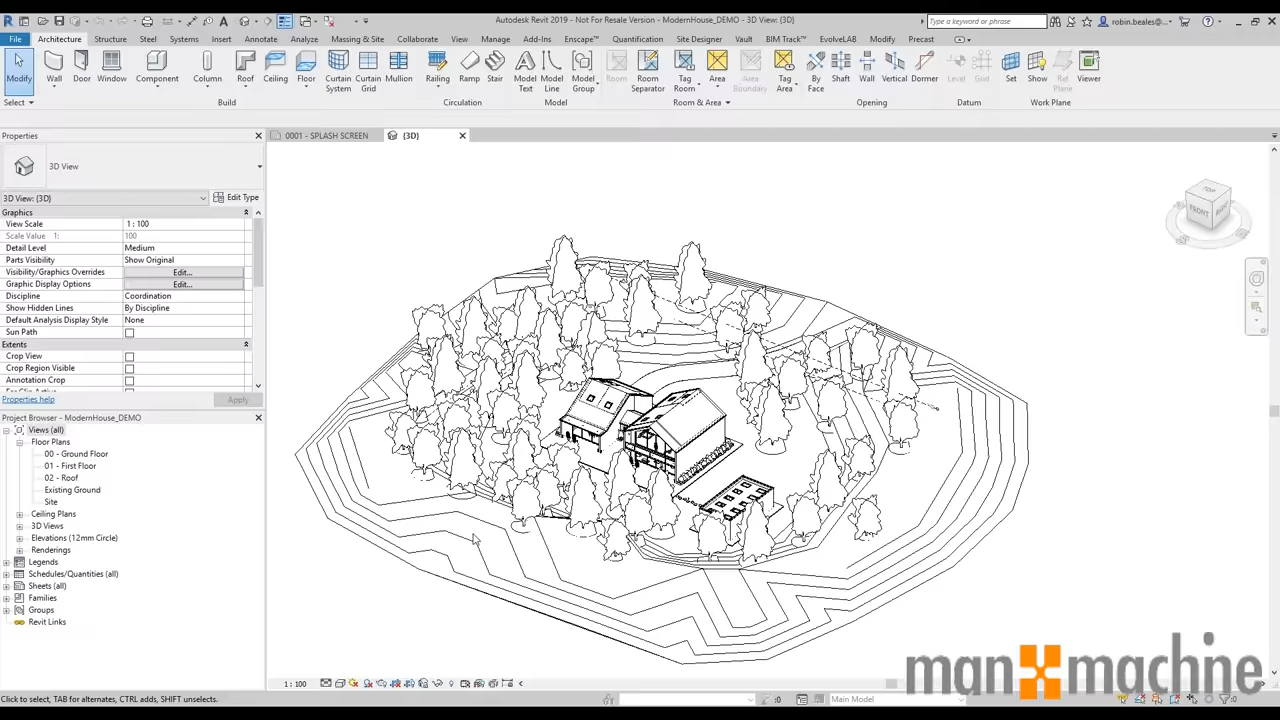 Autodesk Revit 2019 - Not For Resale Version - ModernHouse_DEMO - 3D View: {3D}
Type a keyword or phrase
robin.beales@...
File Architecture Structure Steel Systems Insert Annotate Analyze Massing & Site Collaborate View Manage Add-Ins Enscape™ Quantification Site Designer Vault BIM Track™ EvolveLAB Modify Precast
Modify Wall Door Window Component Column Roof Ceiling Floor Curtain System Curtain Grid Mullion Railing Ramp Stair Model Text Model Line Model Group Room Room Separator Tag Room Area Area Boundary Tag Area By Face Shaft Wall Vertical Dormer Level Grid Set Show Ref Plane Viewer
Select Build Circulation Model Room & Area Opening Datum Work Plane
Properties
0001 - SPLASH SCREEN
{3D}
3D View
3D View: {3D}
Edit Type
Graphics
View Scale 1 : 100
Scale Value 1: 100
Detail Level Medium
Parts Visibility Show Original
Visibility/Graphics Overrides Edit...
Graphic Display Options Edit...
Discipline Coordination
Show Hidden Lines By Discipline
Default Analysis Display Style None
Sun Path
Extents
Crop View
Crop Region Visible
Annotation Crop
Properties help
Apply
Project Browser - ModernHouse_DEMO
Views (all)
Floor Plans
00 - Ground Floor
01 - First Floor
02 - Roof
Existing Ground
Site
Ceiling Plans
3D Views
Elevations (12mm Circle)
Renderings
Legends
Schedules/Quantities (all)
Sheets (all)
Families
Groups
Revit Links
TOP
FRONT
RIGHT
1 : 100
Click to select, TAB for alternates, CTRL adds, SHIFT unselects.
:0
Main Model
:0
man machine